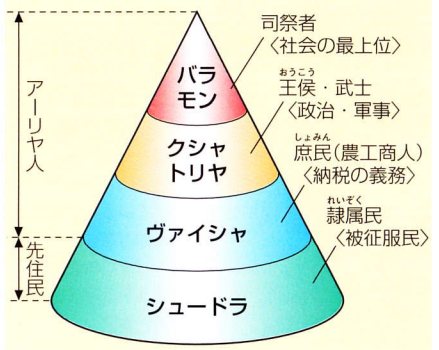 司祭者
〈社会の最上位〉
バラ
モン
おうこう
王侯・武士
〈政治・軍事〉
クシャ
トリヤ
しょみん
庶民(農工商人)
〈納税の義務〉
ヴァイシャ
れいぞく
隷属民
〈被征服民〉
シュードラ
アーリヤ人
先住民